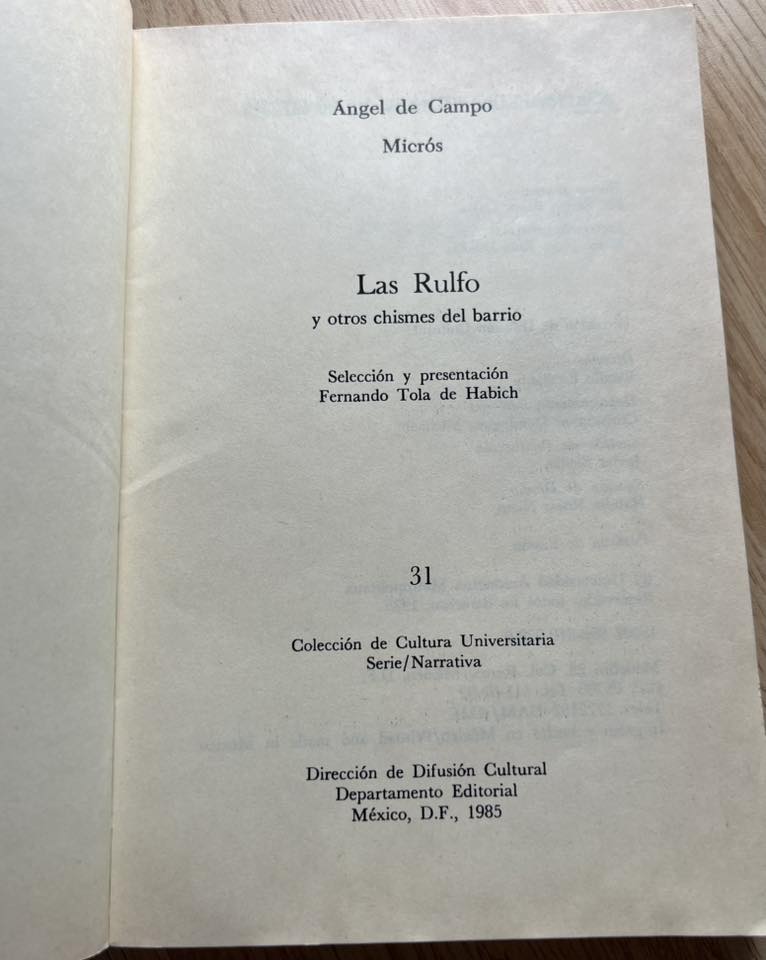 Ángel de Campo
Micrós
Las Rulfo
y otros chismes del barrio
Selección y presentación
Fernando Tola de Habich
31
Colección de Cultura Universitaria
Serie/Narrativa
Dirección de Difusión Cultural
Departamento Editorial
México, D.F., 1985